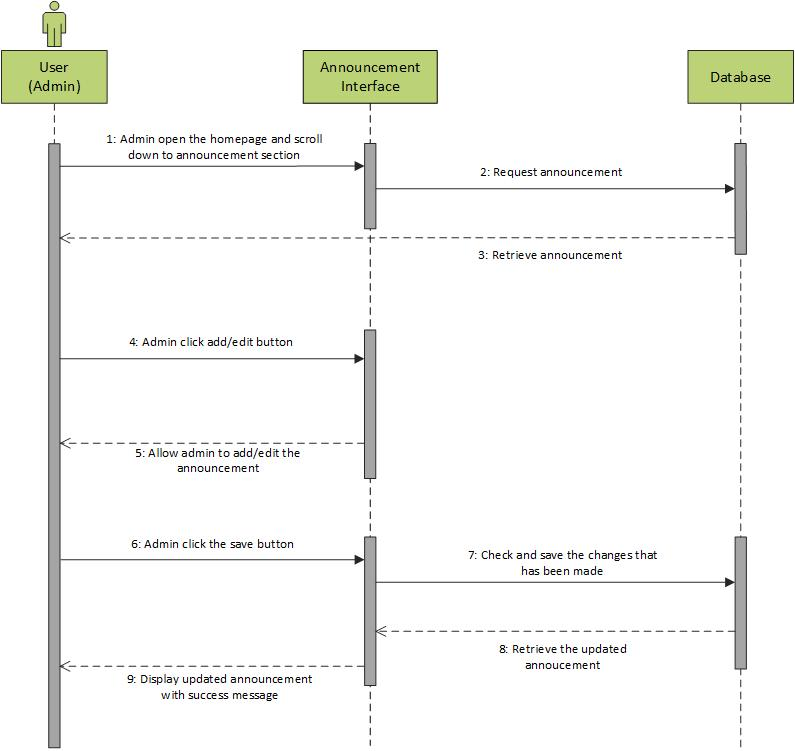 User
(Admin)
Announcement
Interface
Database
1: Admin open the homepage and scroll
down to announcement section
2: Request announcement
3: Retrieve announcement
4: Admin click add/edit button
5: Allow admin to add/edit the
announcement
6: Admin click the save button
7: Check and save the changes that
has been made
8: Retrieve the updated
annoucement
9: Display updated announcement
with success message